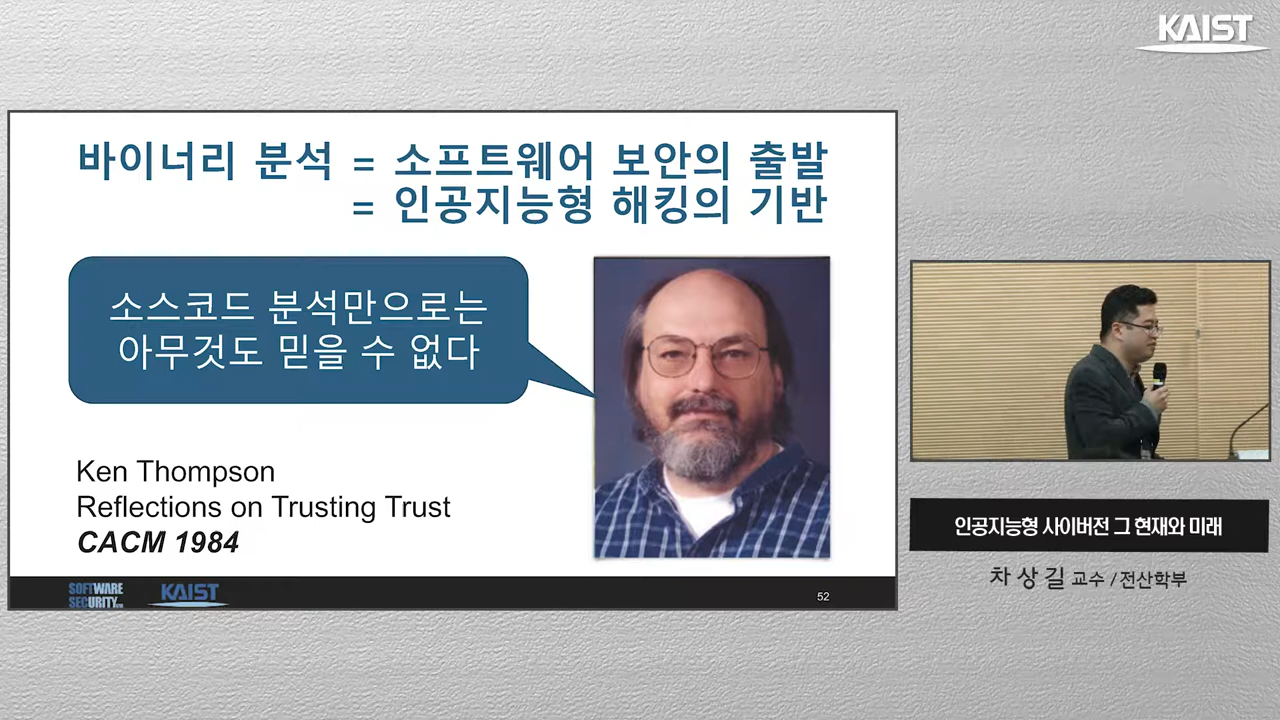 KAIST
바이너리 분석 = 소프트웨어 보안의 출발
= 인공지능형 해킹의 기반
소스코드 분석만으로는
아무것도 믿을 수 없다
Ken Thompson
Reflections on Trusting Trust
CACM 1984
SOFTWARE
SECURITY
KAIST
52
인공지능형 사이버전 그 현재와 미래
차상길 교수 / 전산학부